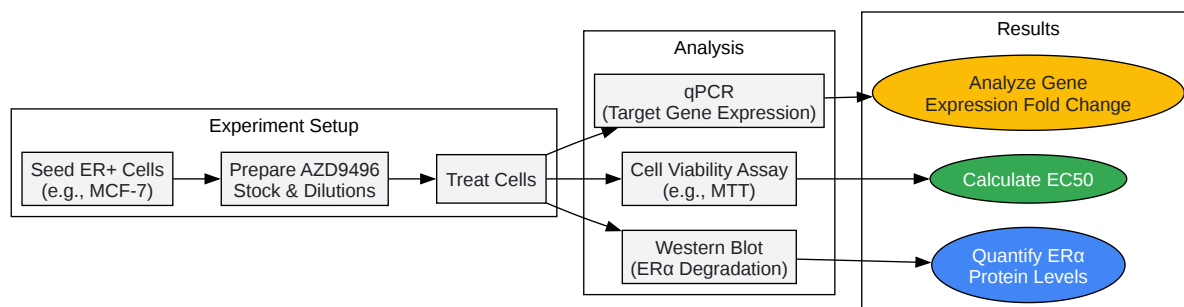 Experiment Setup
Seed ER+ Cells
(e.g., MCF-7)
Prepare AZD9496
Stock & Dilutions
Treat Cells
Analysis
qPCR
(Target Gene Expression)
Cell Viability Assay
(e.g., MTT)
Western Blot
(ERα Degradation)
Results
Analyze Gene
Expression Fold Change
Calculate EC50
Quantify ERα
Protein Levels